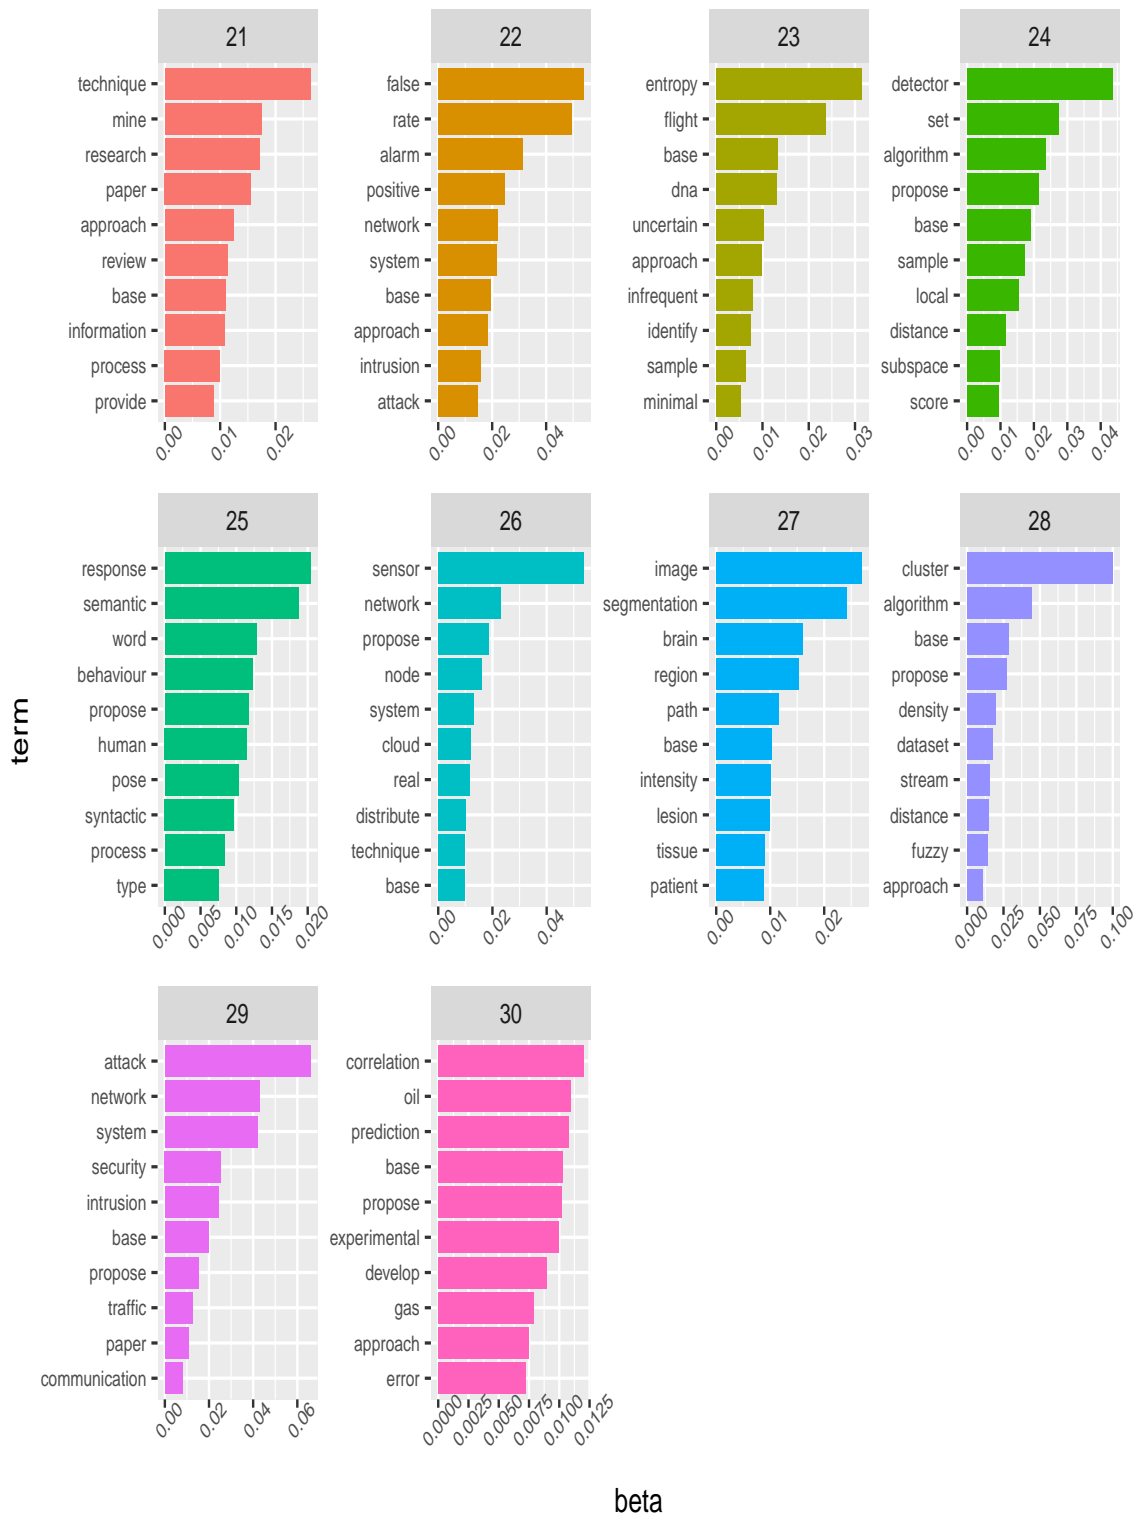 21
technique
mine
research
paper
approach
review
base
information
process
provide
0.00 0.01 0.02
22
false
rate
alarm
positive
network
system
base
approach
intrusion
attack
0.00 0.02 0.04
23
entropy
flight
base
dna
uncertain
approach
infrequent
identify
sample
minimal
0.00 0.01 0.02 0.03
24
detector
set
algorithm
propose
base
sample
local
distance
subspace
score
0.00 0.01 0.02 0.03 0.04
25
response
semantic
word
behaviour
propose
human
pose
syntactic
process
type
0.000 0.005 0.010 0.015 0.020
26
sensor
network
propose
node
system
cloud
real
distribute
technique
base
0.00 0.02 0.04
27
image
segmentation
brain
region
path
base
intensity
lesion
tissue
patient
0.00 0.01 0.02
28
cluster
algorithm
base
propose
density
dataset
stream
distance
fuzzy
approach
0.000 0.025 0.050 0.075 0.100
29
attack
network
system
security
intrusion
base
propose
traffic
paper
communication
0.00 0.02 0.04 0.06
30
correlation
oil
prediction
base
propose
experimental
develop
gas
approach
error
0.0000 0.0025 0.0050 0.0075 0.0100 0.0125
term
beta